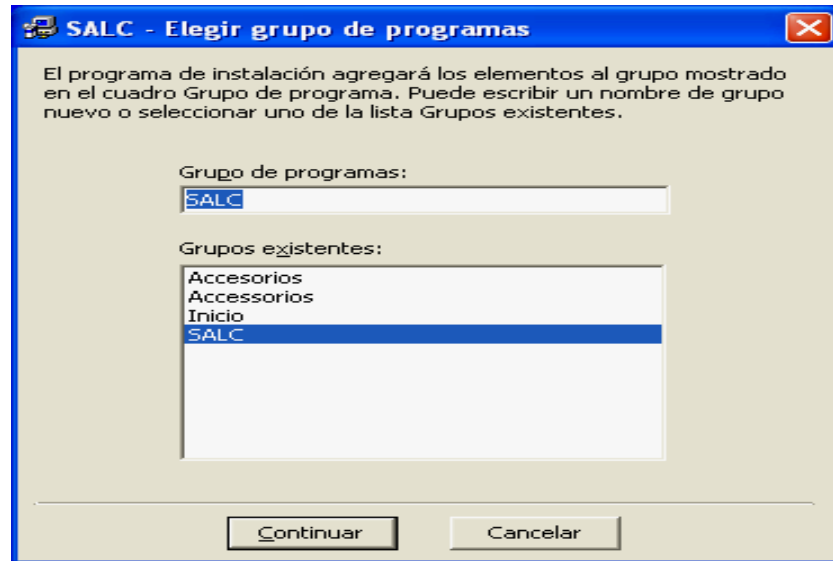 SALC - Elegir grupo de programas
El programa de instalación agregará los elementos al grupo mostrado
en el cuadro Grupo de programa. Puede escribir un nombre de grupo
nuevo o seleccionar uno de la lista Grupos existentes.
Grupo de programas:
SALC
Grupos existentes:
Accesorios
Accessorios
Inicio
SALC
Continuar
Cancelar